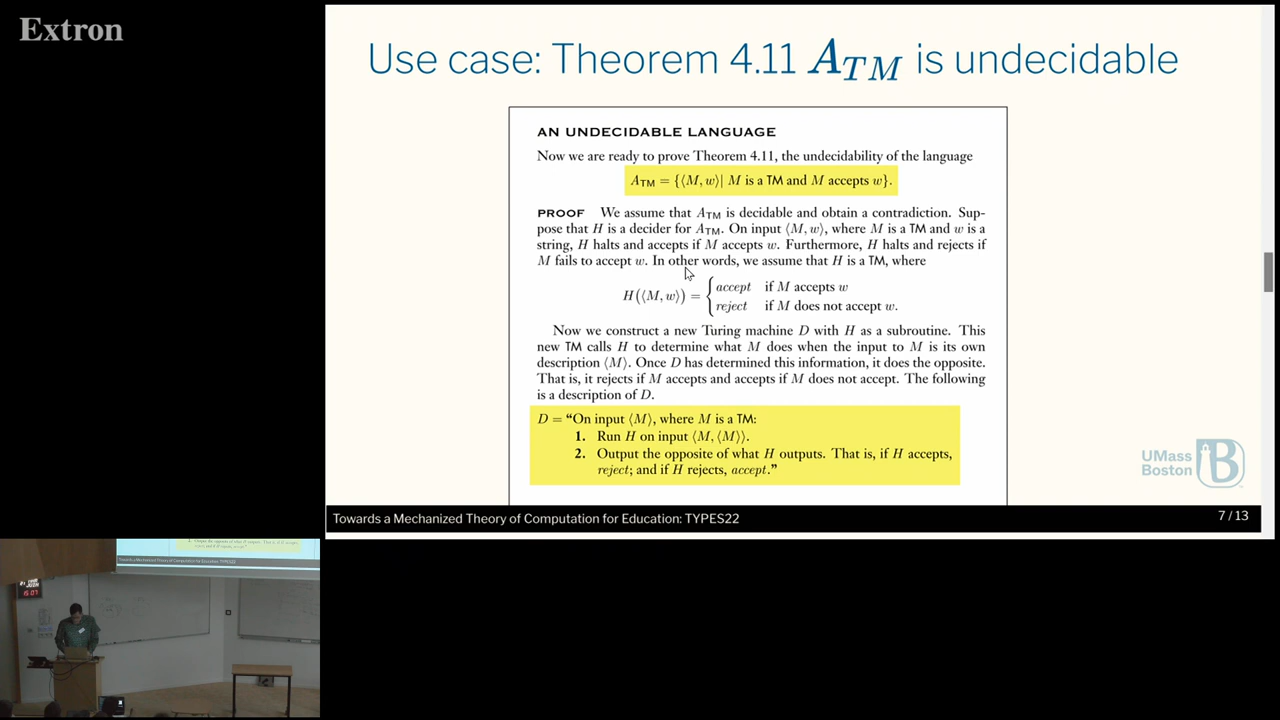 Extron
Use case: Theorem 4.11 A_TM is undecidable
AN UNDECIDABLE LANGUAGE
Now we are ready to prove Theorem 4.11, the undecidability of the language
A_TM = {⟨M, w⟩| M is a TM and M accepts w}.
PROOF We assume that A_TM is decidable and obtain a contradiction. Sup-
pose that H is a decider for A_TM. On input ⟨M, w⟩, where M is a TM and w is a
string, H halts and accepts if M accepts w. Furthermore, H halts and rejects if
M fails to accept w. In other words, we assume that H is a TM, where
H(⟨M, w⟩) = { accept if M accepts w
reject if M does not accept w.
Now we construct a new Turing machine D with H as a subroutine. This
new TM calls H to determine what M does when the input to M is its own
description ⟨M⟩. Once D has determined this information, it does the opposite.
That is, it rejects if M accepts and accepts if M does not accept. The following
is a description of D.
D = “On input ⟨M⟩, where M is a TM:
1. Run H on input ⟨M, ⟨M⟩⟩.
2. Output the opposite of what H outputs. That is, if H accepts,
reject; and if H rejects, accept.”
UMass
Boston
B
Towards a Mechanized Theory of Computation for Education: TYPES22
7 / 13